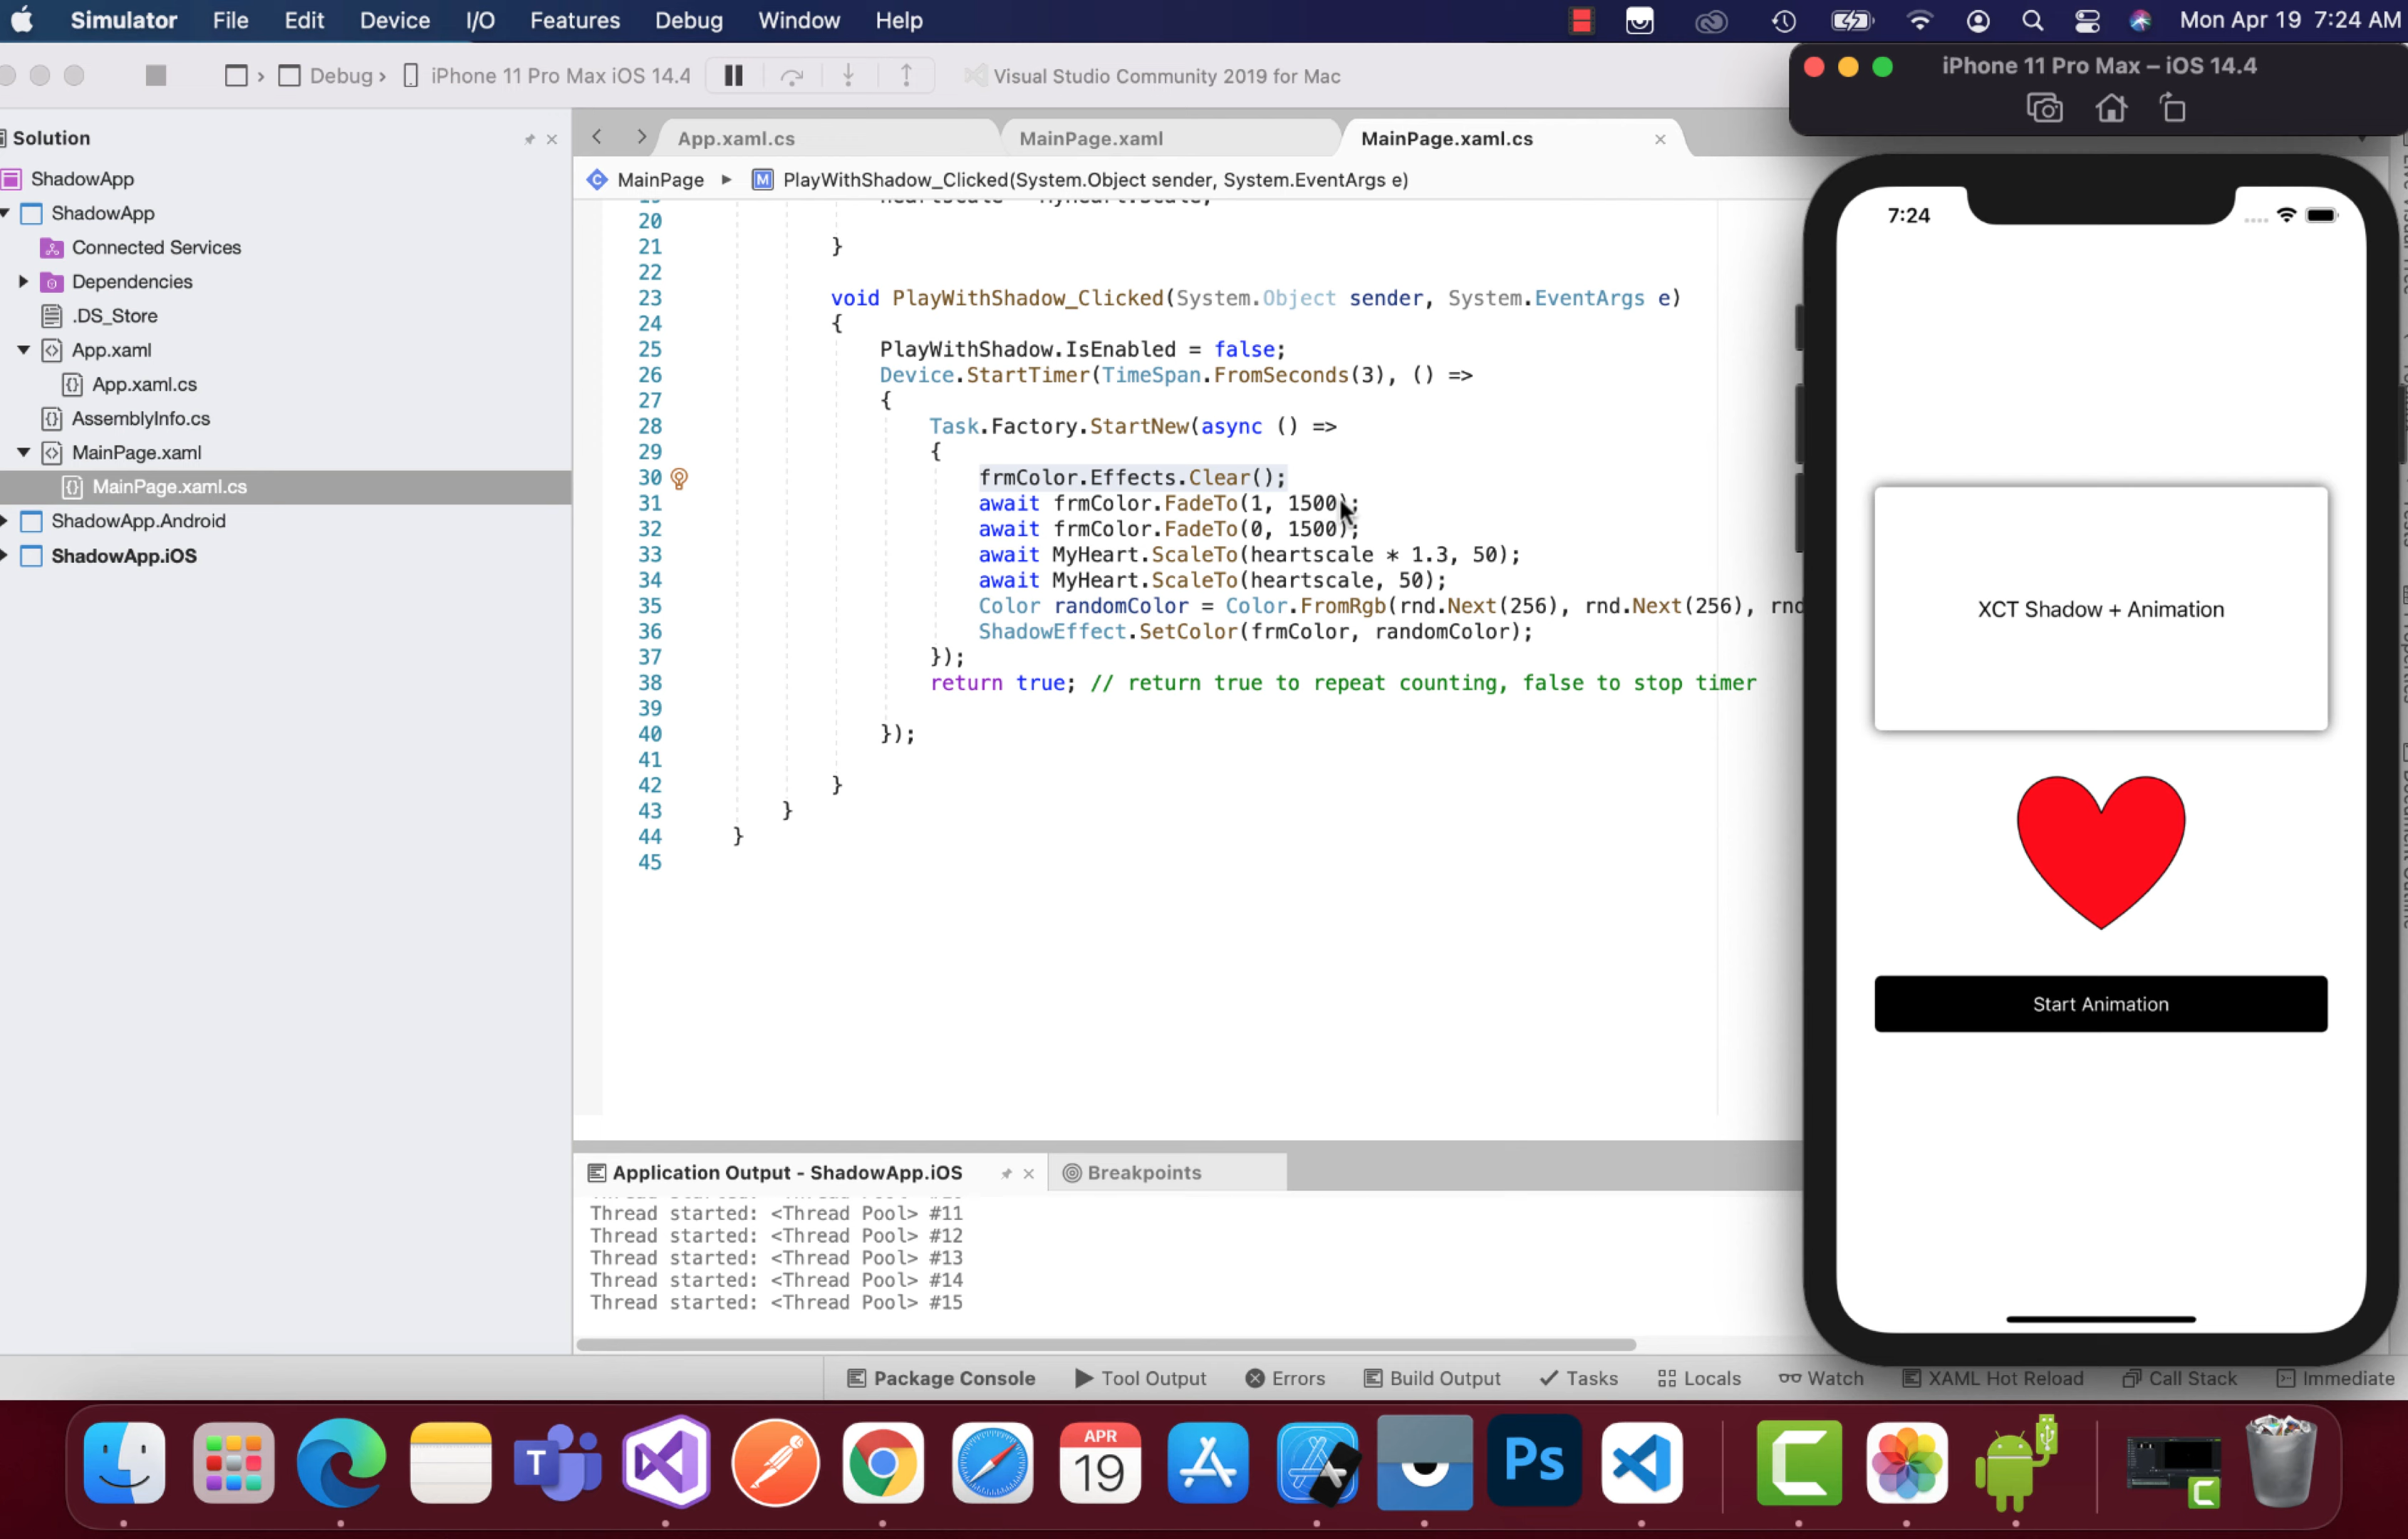 Simulator File Edit Device I/O Features Debug Window Help Mon Apr 19 7:24 AM
Debug iPhone 11 Pro Max iOS 14.4 Visual Studio Community 2019 for Mac
iPhone 11 Pro Max – iOS 14.4
Solution
ShadowApp
ShadowApp
Connected Services
Dependencies
.DS_Store
App.xaml
App.xaml.cs
AssemblyInfo.cs
MainPage.xaml
MainPage.xaml.cs
ShadowApp.Android
ShadowApp.iOS
App.xaml.cs MainPage.xaml MainPage.xaml.cs
MainPage PlayWithShadow_Clicked(System.Object sender, System.EventArgs e)
20
21 }
22
23 void PlayWithShadow_Clicked(System.Object sender, System.EventArgs e)
24 {
25 PlayWithShadow.IsEnabled = false;
26 Device.StartTimer(TimeSpan.FromSeconds(3), () =>
27 {
28 Task.Factory.StartNew(async () =>
29 {
30 frmColor.Effects.Clear();
31 await frmColor.FadeTo(1, 1500);
32 await frmColor.FadeTo(0, 1500);
33 await MyHeart.ScaleTo(heartscale * 1.3, 50);
34 await MyHeart.ScaleTo(heartscale, 50);
35 Color randomColor = Color.FromRgb(rnd.Next(256), rnd.Next(256), rnd
36 ShadowEffect.SetColor(frmColor, randomColor);
37 });
38 return true; // return true to repeat counting, false to stop timer
39
40 });
41
42 }
43 }
44 }
45
7:24
XCT Shadow + Animation
Start Animation
Application Output - ShadowApp.iOS Breakpoints
Thread started: <Thread Pool> #11
Thread started: <Thread Pool> #12
Thread started: <Thread Pool> #13
Thread started: <Thread Pool> #14
Thread started: <Thread Pool> #15
Package Console Tool Output Errors Build Output Tasks Locals Watch XAML Hot Reload Call Stack Immediate
T
APR
19
Ps